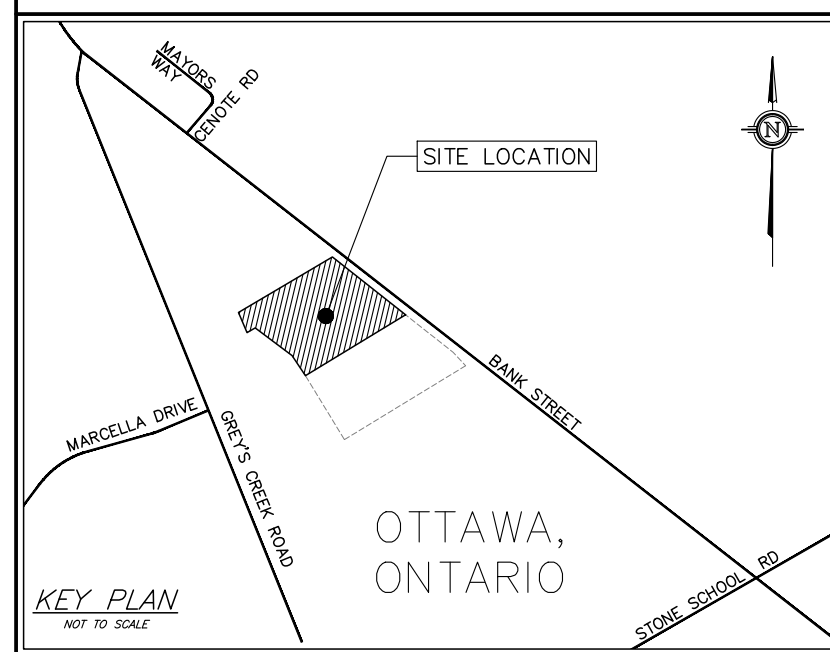 MAYORS
WAY
CENOTE RD
SITE LOCATION
N
BANK STREET
MARCELLA DRIVE
GREY'S CREEK ROAD
OTTAWA,
ONTARIO
STONE SCHOOL RD
KEY PLAN
NOT TO SCALE